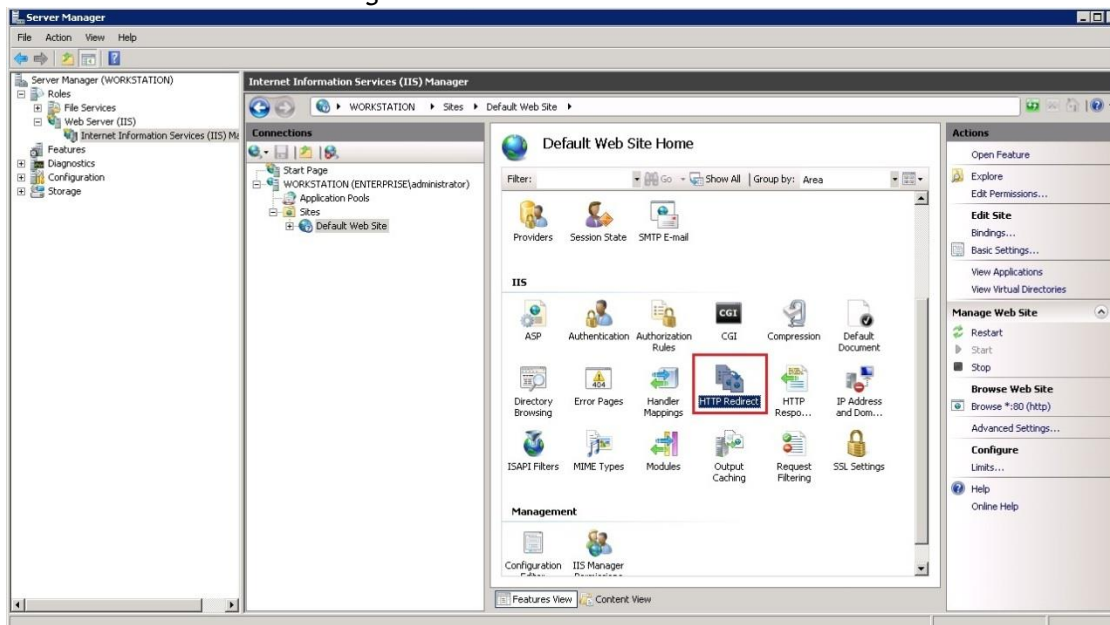 Server Manager
File Action View Help
Server Manager (WORKSTATION)
Roles
File Services
Web Server (IIS)
Internet Information Services (IIS) Ma
Features
Diagnostics
Configuration
Storage
Internet Information Services (IIS) Manager
WORKSTATION Sites Default Web Site
Connections
Start Page
WORKSTATION (ENTERPRISE\administrator)
Application Pools
Sites
Default Web Site
Default Web Site Home
Filter: Go Show All Group by: Area
Providers Session State SMTP E-mail
IIS
ASP Authentication Authorization Rules CGI Compression Default Document
Directory Browsing Error Pages Handler Mappings HTTP Redirect HTTP Respo... IP Address and Dom...
ISAPI Filters MIME Types Modules Output Caching Request Filtering SSL Settings
Management
Configuration IIS Manager
Features View Content View
Actions
Open Feature
Explore
Edit Permissions...
Edit Site
Bindings...
Basic Settings...
View Applications
View Virtual Directories
Manage Web Site
Restart
Start
Stop
Browse Web Site
Browse *:80 (http)
Advanced Settings...
Configure
Limits...
Help
Online Help